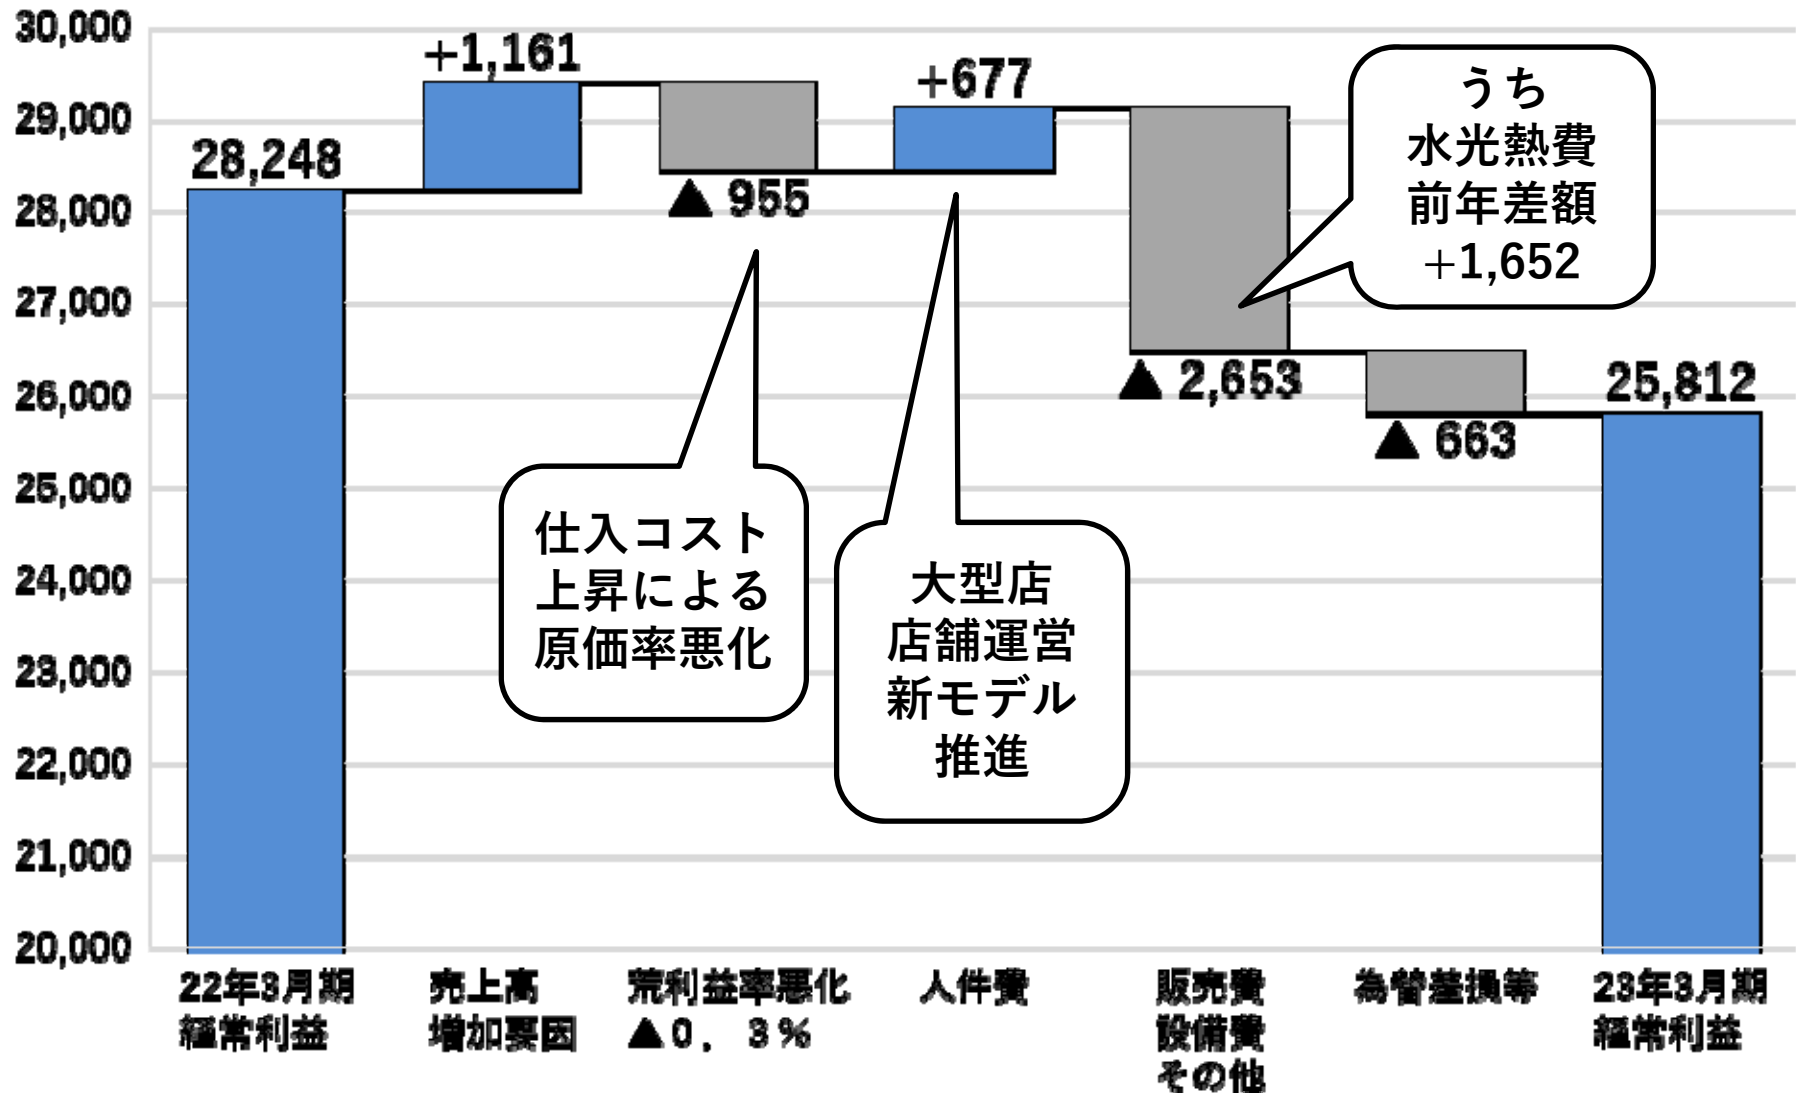 30,000
29,000
28,000
27,000
26,000
25,000
24,000
23,000
22,000
21,000
20,000
28,248
+1,161
▲ 955
+677
▲ 2,653
▲ 663
25,812
仕入コスト
上昇による
原価率悪化
大型店
店舗運営
新モデル
推進
うち
水光熱費
前年差額
+1,652
22年3月期
経常利益
売上高
増加要因
荒利益率悪化
▲0．3%
人件費
販売費
設備費
その他
為替差損等
23年3月期
経常利益